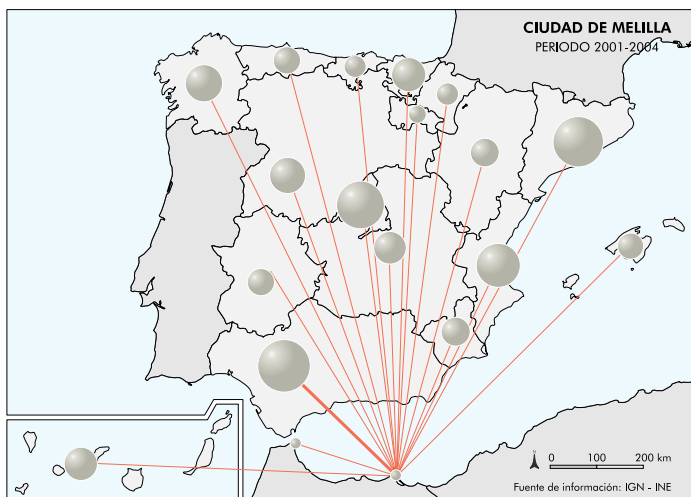 CIUDAD DE MELILLA
PERIODO 2001-2004
0 100 200 km
Fuente de información: IGN - INE